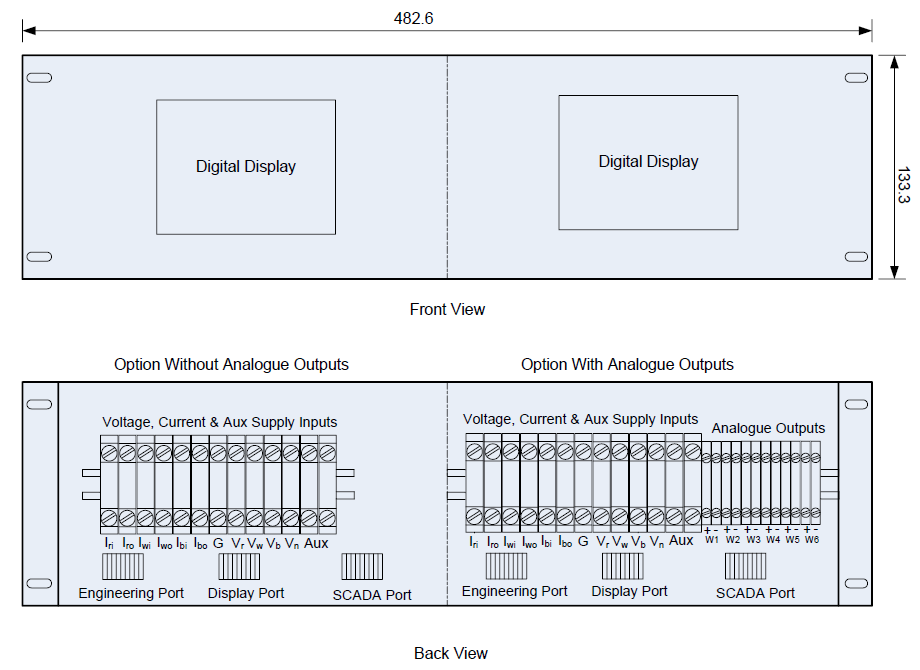 482.6
Digital Display
Digital Display
133.3
Front View
Option Without Analogue Outputs
Option With Analogue Outputs
Voltage, Current & Aux Supply Inputs
Voltage, Current & Aux Supply Inputs
Analogue Outputs
Iri Iro Iwi Iwo Ibi Ibo G Vr Vw Vb Vn Aux
Iri Iro Iwi Iwo Ibi Ibo G Vr Vw Vb Vn Aux
+ - + - + - + - + - + -
W1 W2 W3 W4 W5 W6
Engineering Port Display Port SCADA Port
Engineering Port Display Port SCADA Port
Back View